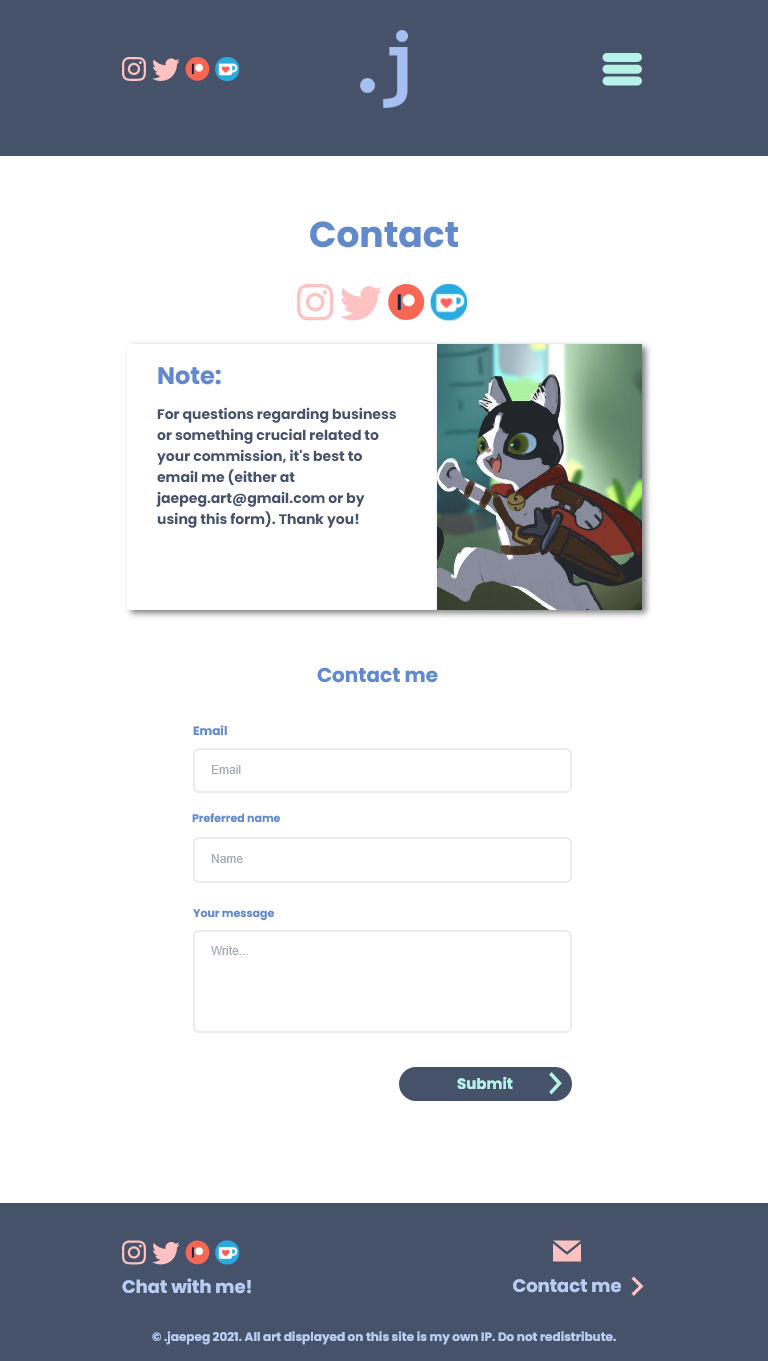 .j
Contact
Note:
For questions regarding business
or something crucial related to
your commission, it's best to
email me (either at
jaepeg.art@gmail.com or by
using this form). Thank you!
Contact me
Email
Email
Preferred name
Name
Your message
Write...
Submit
Chat with me!
Contact me
© .jaepeg 2021. All art displayed on this site is my own IP. Do not redistribute.